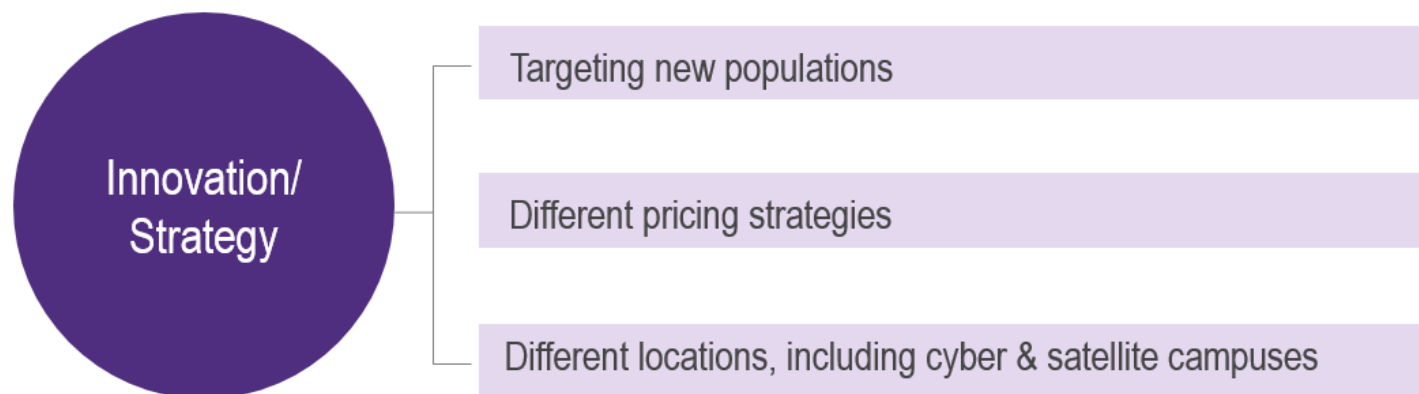 Innovation/
Strategy
Targeting new populations
Different pricing strategies
Different locations, including cyber & satellite campuses